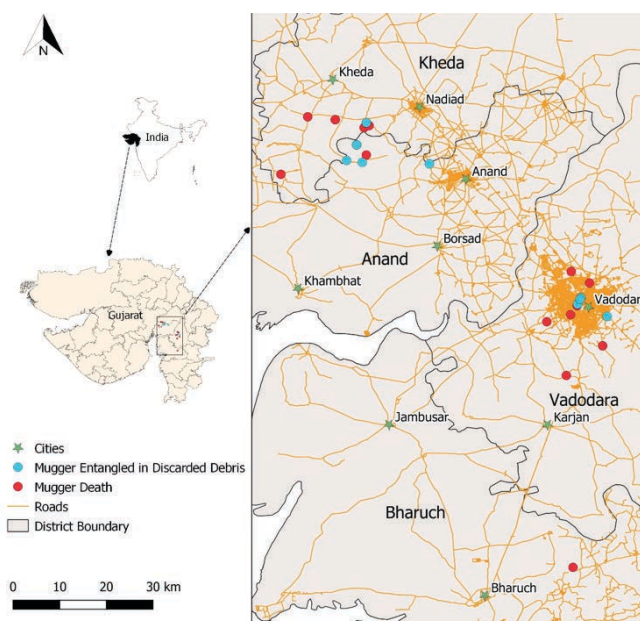 N
India
Gujarat
Cities
Mugger Entangled in Discarded Debris
Mugger Death
Roads
District Boundary
0 10 20 30 km
Kheda
Kheda
Nadiad
Anand
Borsad
Anand
Khambhat
Vadodar
Vadodara
Jambusar
Karjan
Bharuch
Bharuch